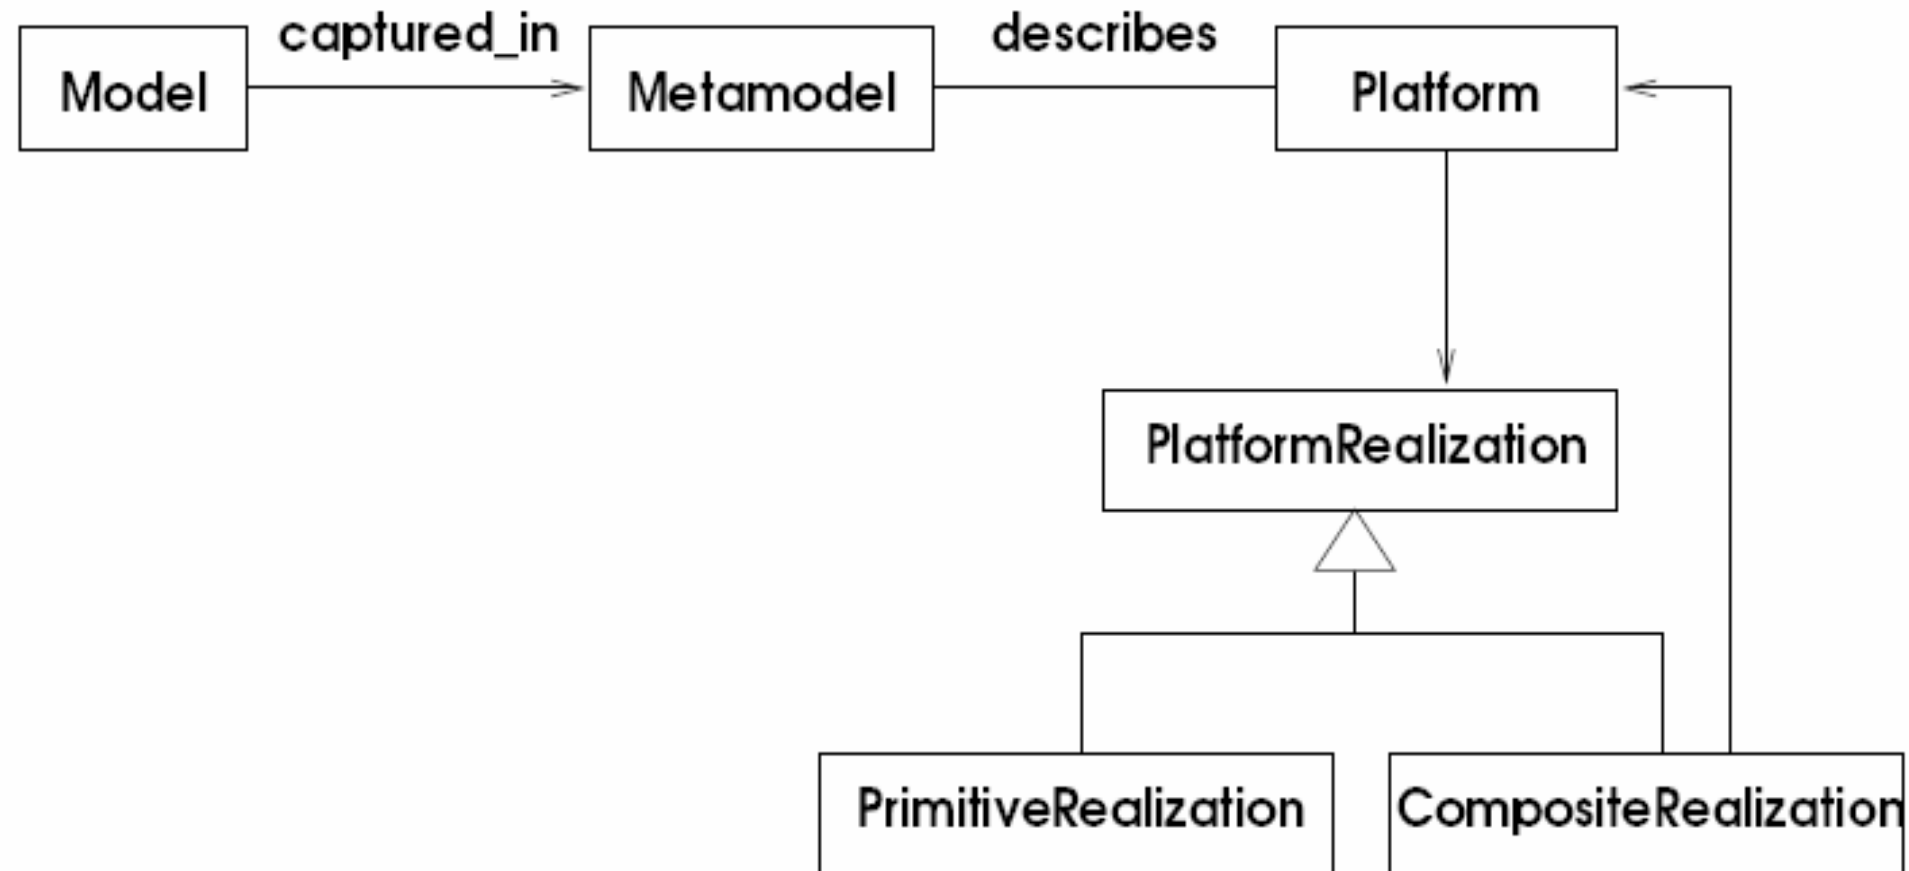 captured_in
describes
Model
Metamodel
Platform
PlatformRealization
PrimitiveRealization
CompositeRealization